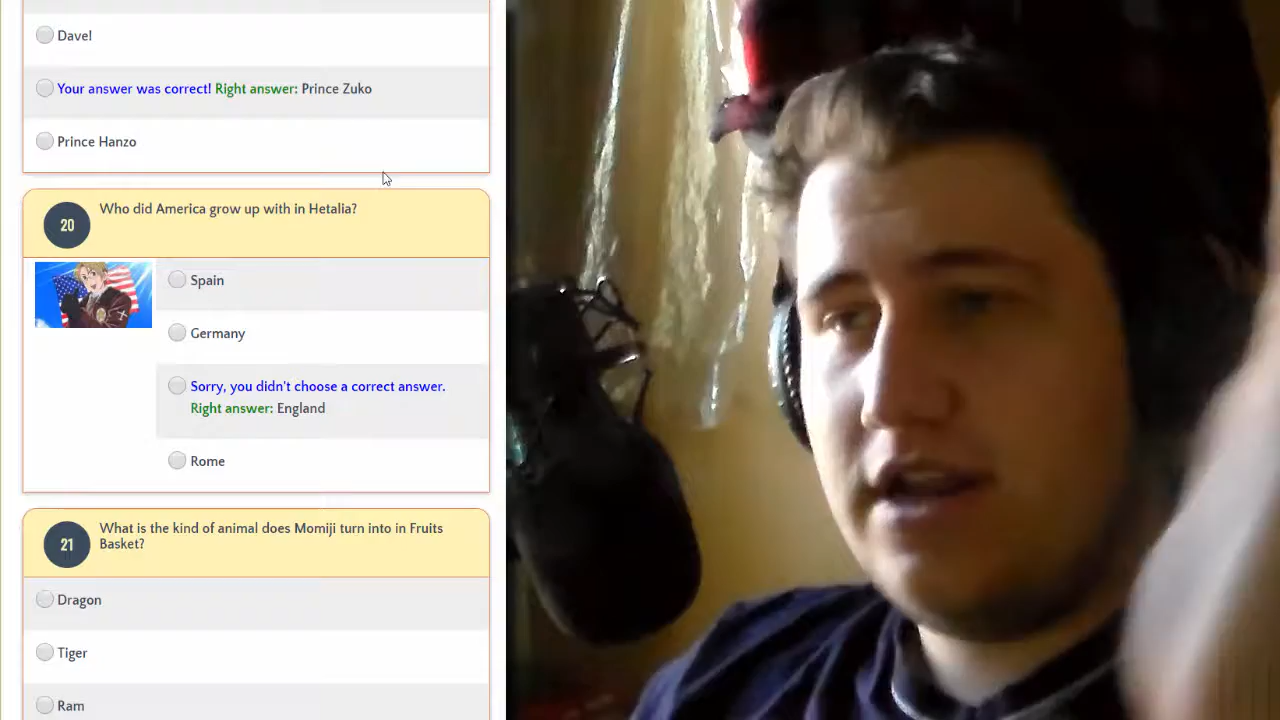 Davel
Your answer was correct! Right answer: Prince Zuko
Prince Hanzo
20
Who did America grow up with in Hetalia?
Spain
Germany
Sorry, you didn't choose a correct answer.
Right answer: England
Rome
21
What is the kind of animal does Momiji turn into in Fruits
Basket?
Dragon
Tiger
Ram